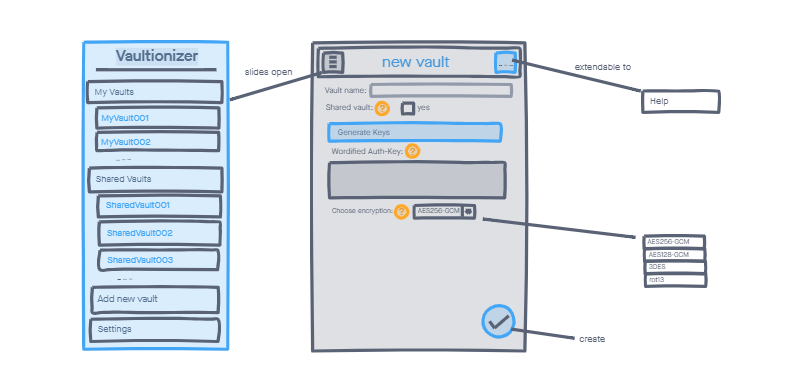 Vaultionizer
My Vaults
MyVault001
MyVault002
---
Shared Vaults
SharedVault001
SharedVault002
SharedVault003
---
Add new vault
Settings
slides open
new vault
...
Vault name:
Shared vault: ? yes
Generate Keys
Wordified Auth-Key: ?
Choose encryption: ? AES256-GCM
create
extendable to
Help
AES256-GCM
AES128-GCM
3DES
rot13